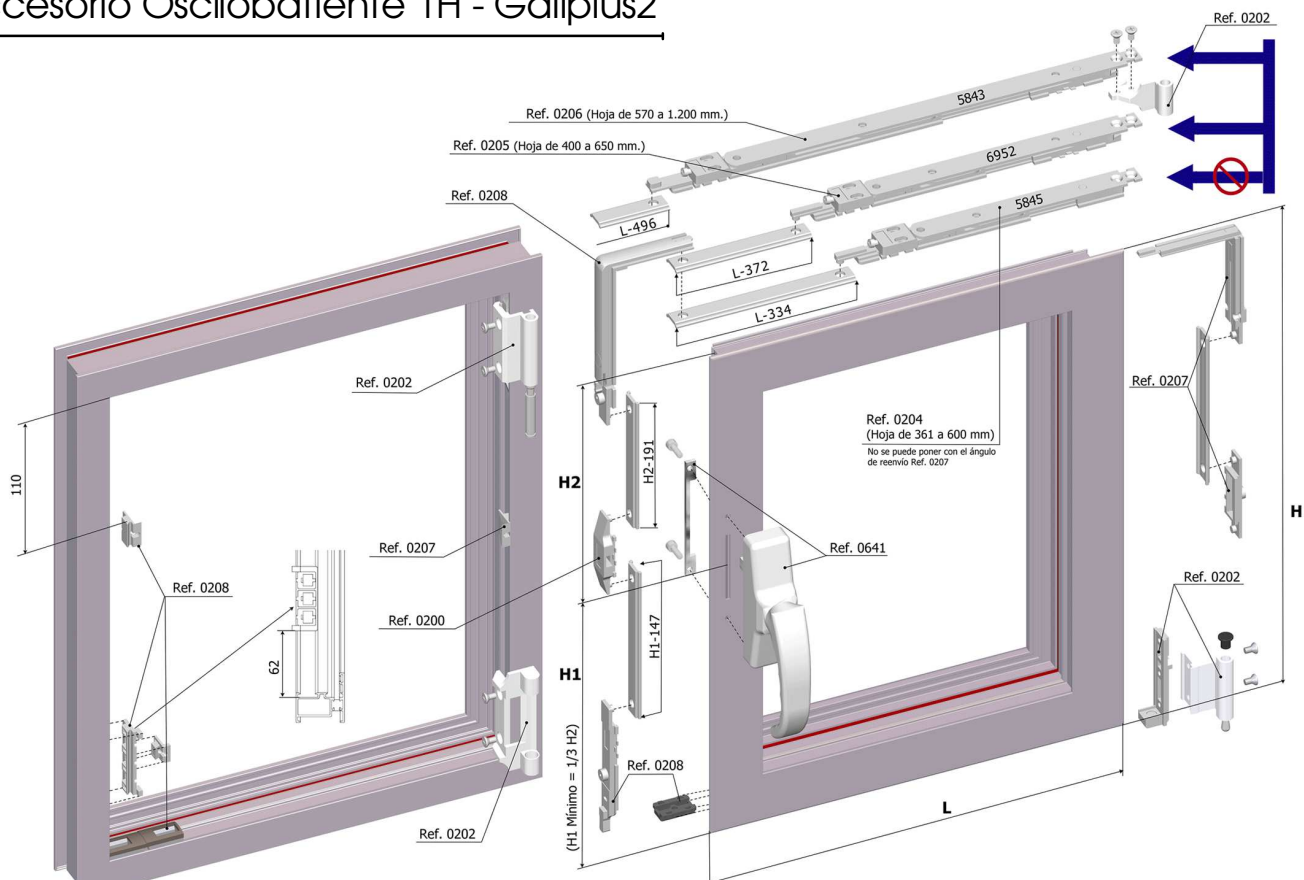 Accesorio Oscilobatiente TH - Galiplus2
Ref. 0202
5843
Ref. 0206 (Hoja de 570 a 1.200 mm.)
Ref. 0205 (Hoja de 400 a 650 mm.)
6952
Ref. 0208
5845
L-496
L-372
L-334
Ref. 0202
Ref. 0207
Ref. 0204
(Hoja de 361 a 600 mm)
No se puede poner con el ángulo
de reenvío Ref. 0207
110
H2
H2-191
H
Ref. 0207
Ref. 0641
Ref. 0208
Ref. 0200
Ref. 0202
62
H1
H1-147
(H1 Mínimo = 1/3 H2)
Ref. 0208
L
Ref. 0202